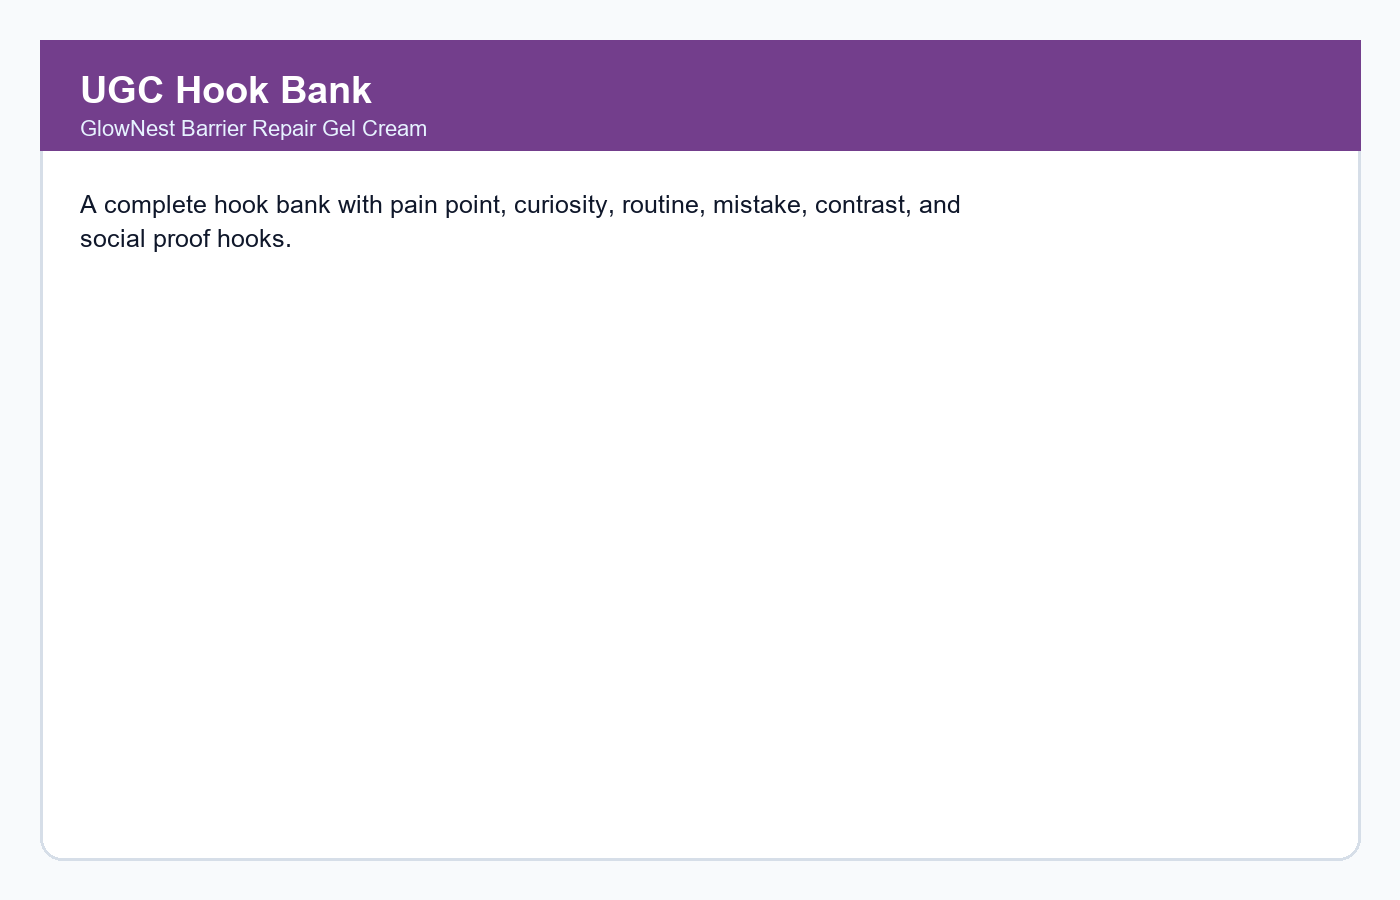 UGC Hook Bank
GlowNest Barrier Repair Gel Cream
A complete hook bank with pain point, curiosity, routine, mistake, contrast, and
social proof hooks.